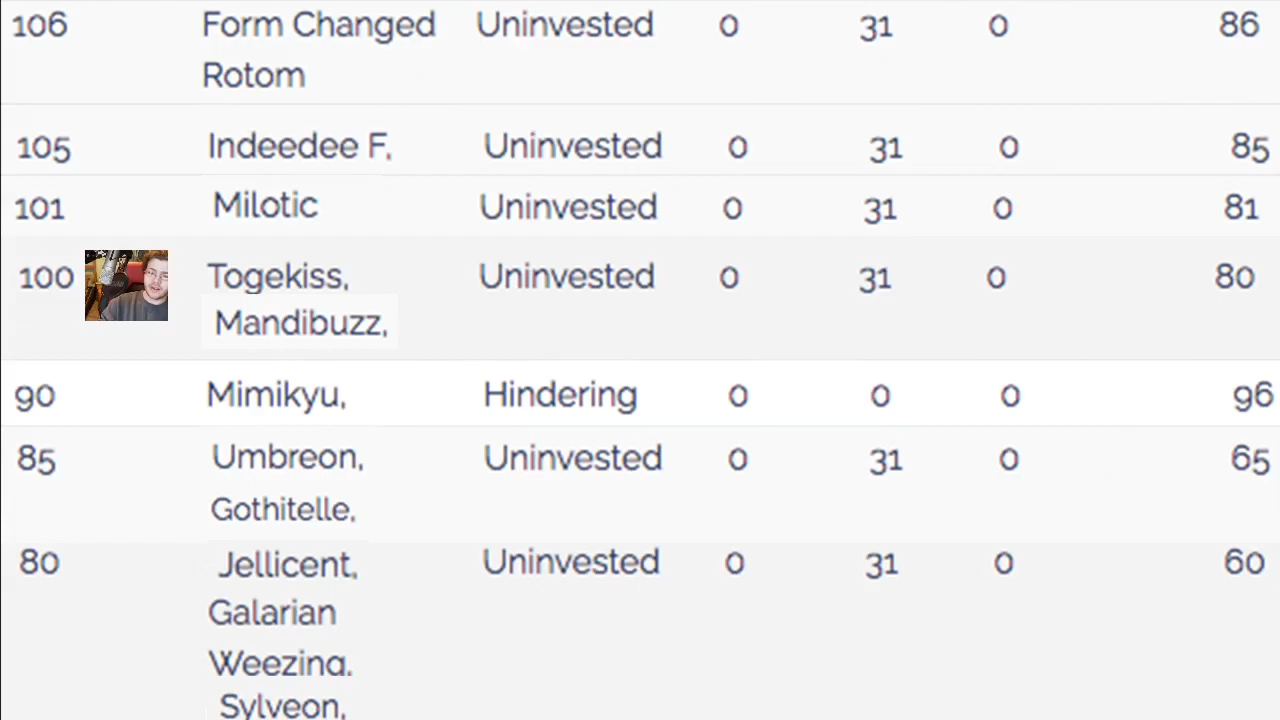 106 Form Changed Uninvested 0 31 0 86
Rotom
105 Indeedee F, Uninvested 0 31 0 85
101 Milotic Uninvested 0 31 0 81
100 Togekiss, Uninvested 0 31 0 80
Mandibuzz,
90 Mimikyu, Hindering 0 0 0 96
85 Umbreon, Uninvested 0 31 0 65
Gothitelle,
80 Jellicent, Uninvested 0 31 0 60
Galarian
Weezing,
Sylveon,